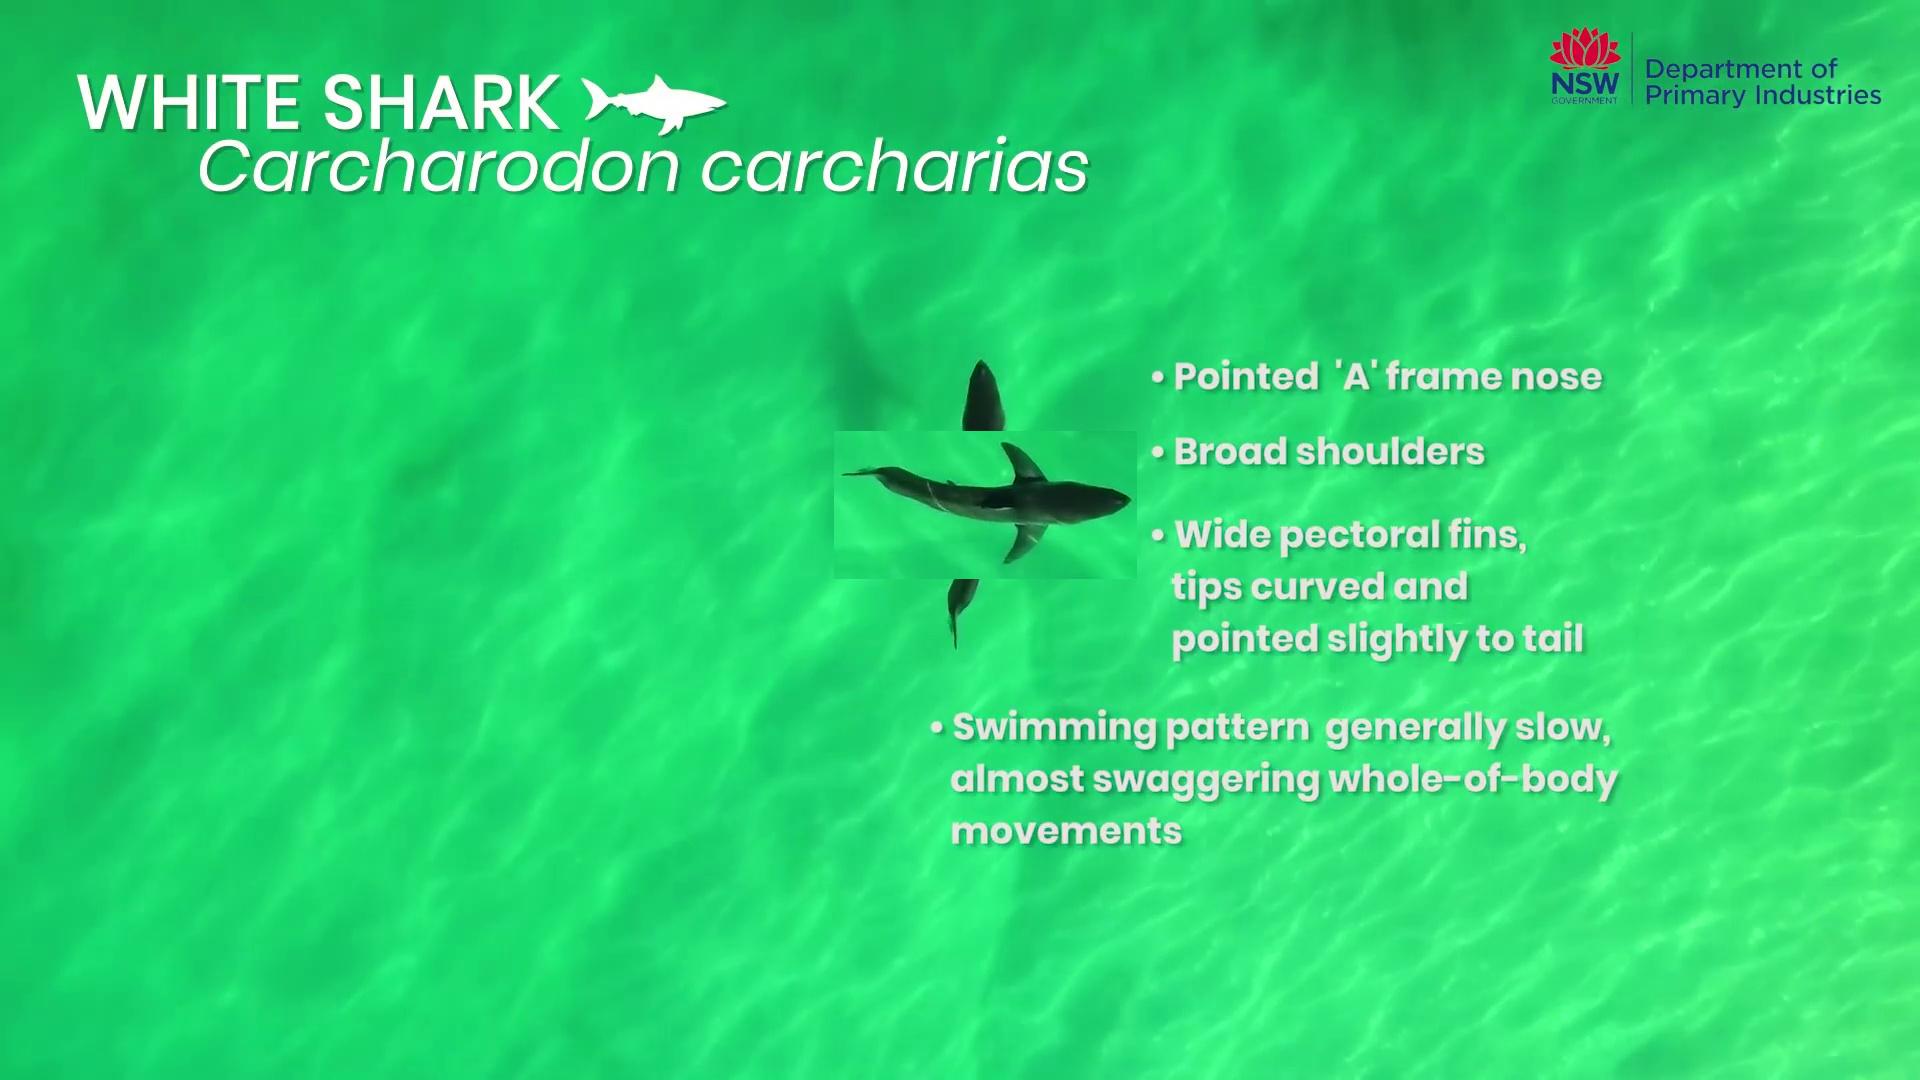 WHITE SHARK
Carcharodon carcharias
NSW
GOVERNMENT
Department of
Primary Industries
• Pointed 'A' frame nose
• Broad shoulders
• Wide pectoral fins,
tips curved and
pointed slightly to tail
• Swimming pattern generally slow,
almost swaggering whole-of-body
movements